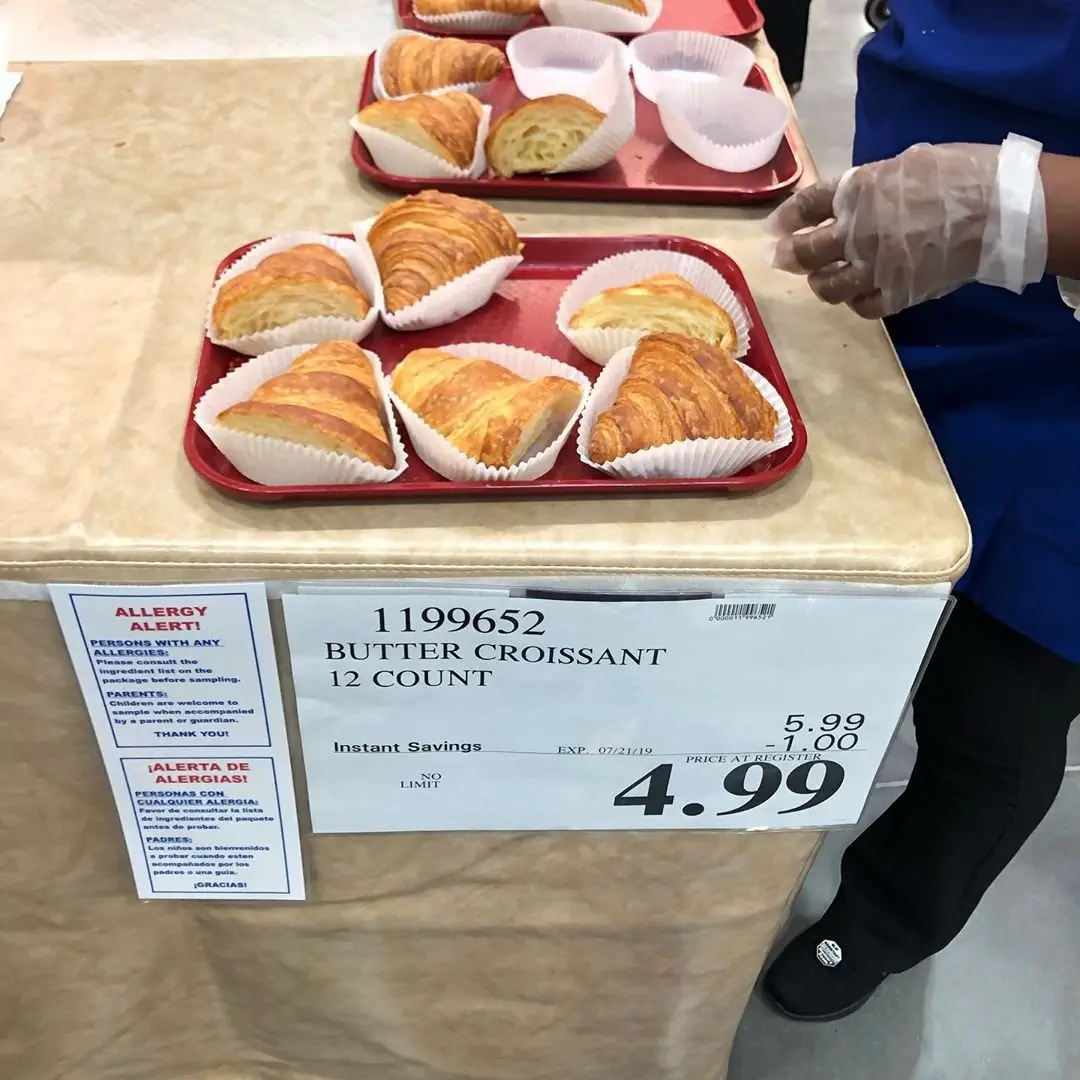 ALLERGY
ALERT!
PERSONS WITH ANY
ALLERGIES:
Please consult the
ingredient list on the
package before sampling.
PARENTS:
Children are welcome to
sample when accompanied
by a parent or guardian.
THANK YOU!
¡ALERTA DE
ALERGIAS!
PERSONAS CON
CUALQUIER ALERGIA:
Favor de consultar la lista
de ingredientes del paquete
antes de probar.
PADRES:
Los niños son bienvenidos
a probar cuando esten
acompañados por los
padres o una guia.
¡GRACIAS!
1199652
BUTTER CROISSANT
12 COUNT
5.99
Instant Savings EXP. 07/21/19 -1.00
PRICE AT REGISTER
NO
LIMIT
4.99